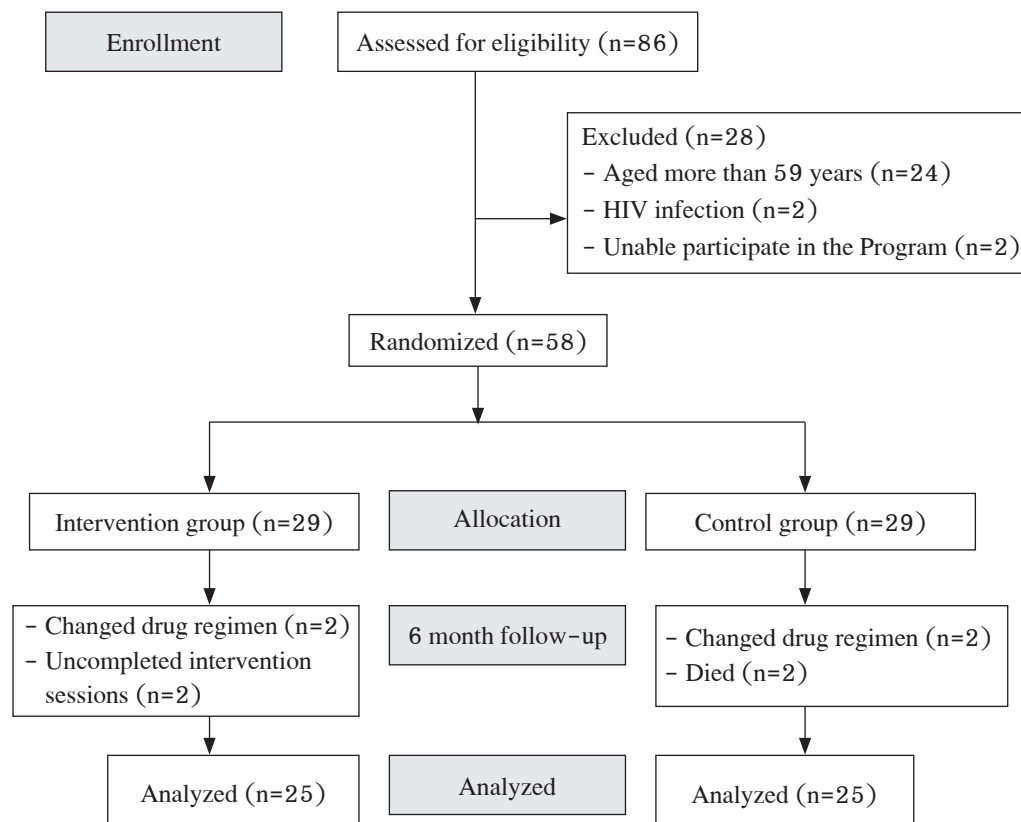 Enrollment
Assessed for eligibility (n=86)
Excluded (n=28)
- Aged more than 59 years (n=24)
- HIV infection (n=2)
- Unable participate in the Program (n=2)
Randomized (n=58)
Intervention group (n=29)
Allocation
Control group (n=29)
- Changed drug regimen (n=2)
- Uncompleted intervention
sessions (n=2)
6 month follow-up
- Changed drug regimen (n=2)
- Died (n=2)
Analyzed (n=25)
Analyzed
Analyzed (n=25)